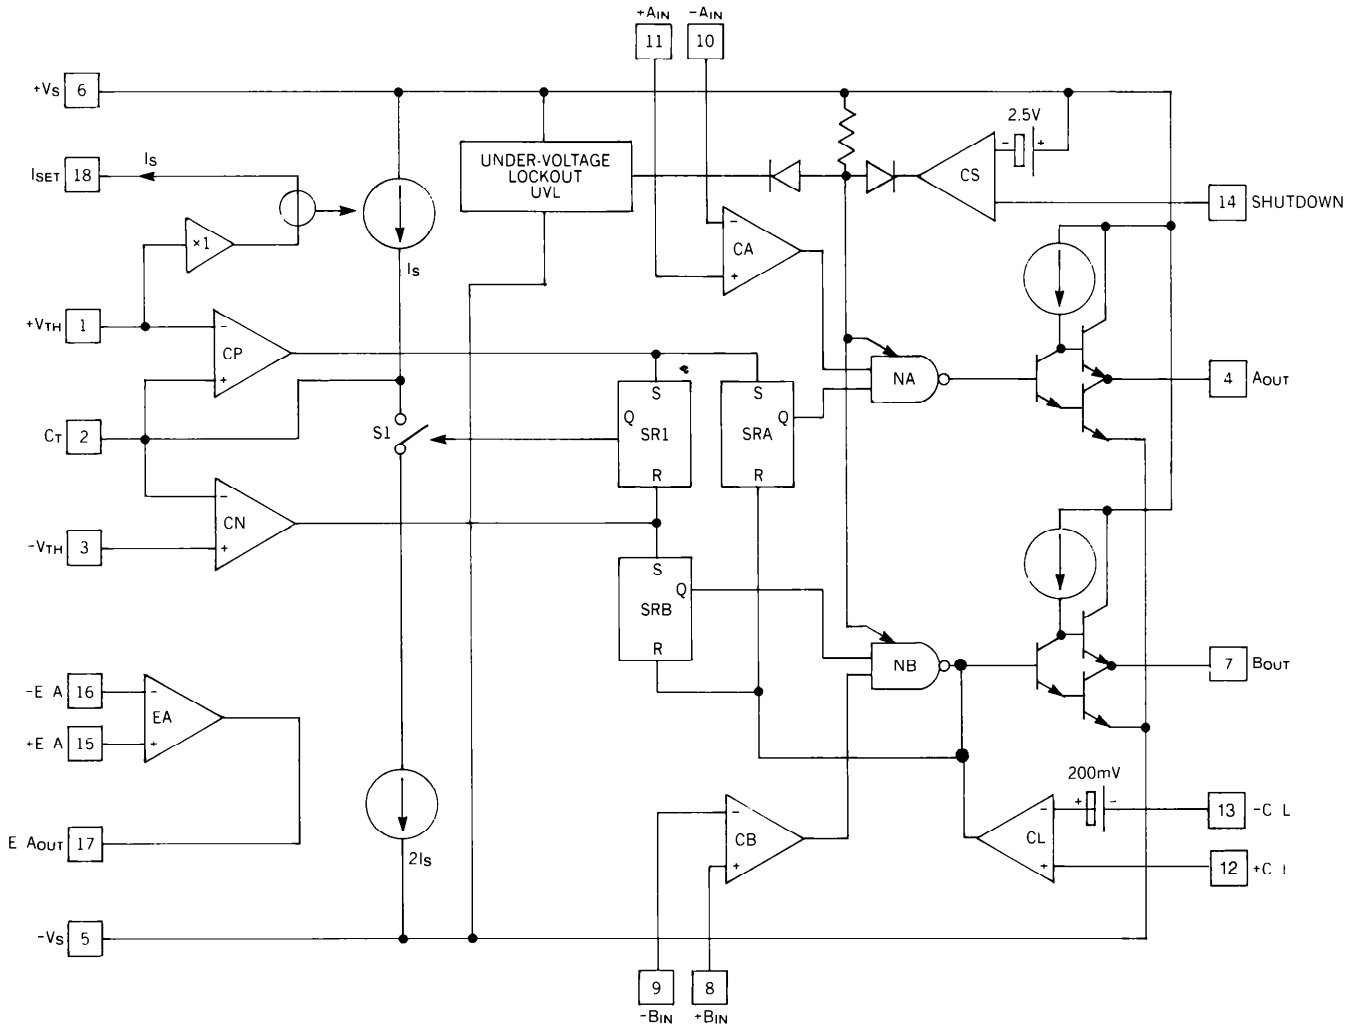 +AIN -AIN
11 10
+VS 6
2.5V
- +
ISET 18 IS
UNDER-VOLTAGE
LOCKOUT
UVL
CS
14 SHUTDOWN
×1
- CA +
IS
+VTH 1
- CP +
NA
4 AOUT
S Q SR1 R
S SRA Q R
CT 2
S1
- CN +
-VTH 3
S Q SRB R
NB
7 BOUT
-E A 16
- EA +
+E A 15
200mV
+ -
13 -C L
- CB +
- CL +
E AOUT 17
2IS
12 +C
-VS 5
9 8
-BIN +BIN